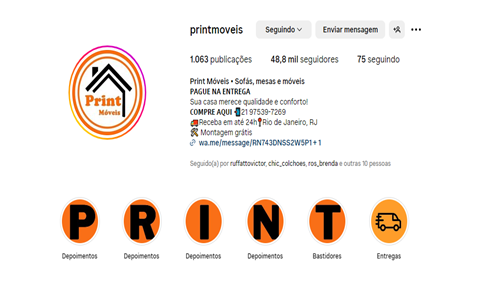 printmoveis Seguindo Enviar mensagem
1.063 publicações 48,8 mil seguidores 75 seguindo
Print Móveis • Sofás, mesas e móveis
PAGUE NA ENTREGA
Sua casa merece qualidade e conforto!
COMPRE AQUI 21 97539-7269
Receba em até 24h Rio de Janeiro, RJ
Montagem grátis
wa.me/message/RN743DNSS2W5P1 + 1
Seguido(a) por ruffattovictor, chic_colchoes, ros_brenda e outras 10 pessoas
Print
Móveis
P R I N T
Depoimentos Depoimentos Depoimentos Depoimentos Bastidores Entregas